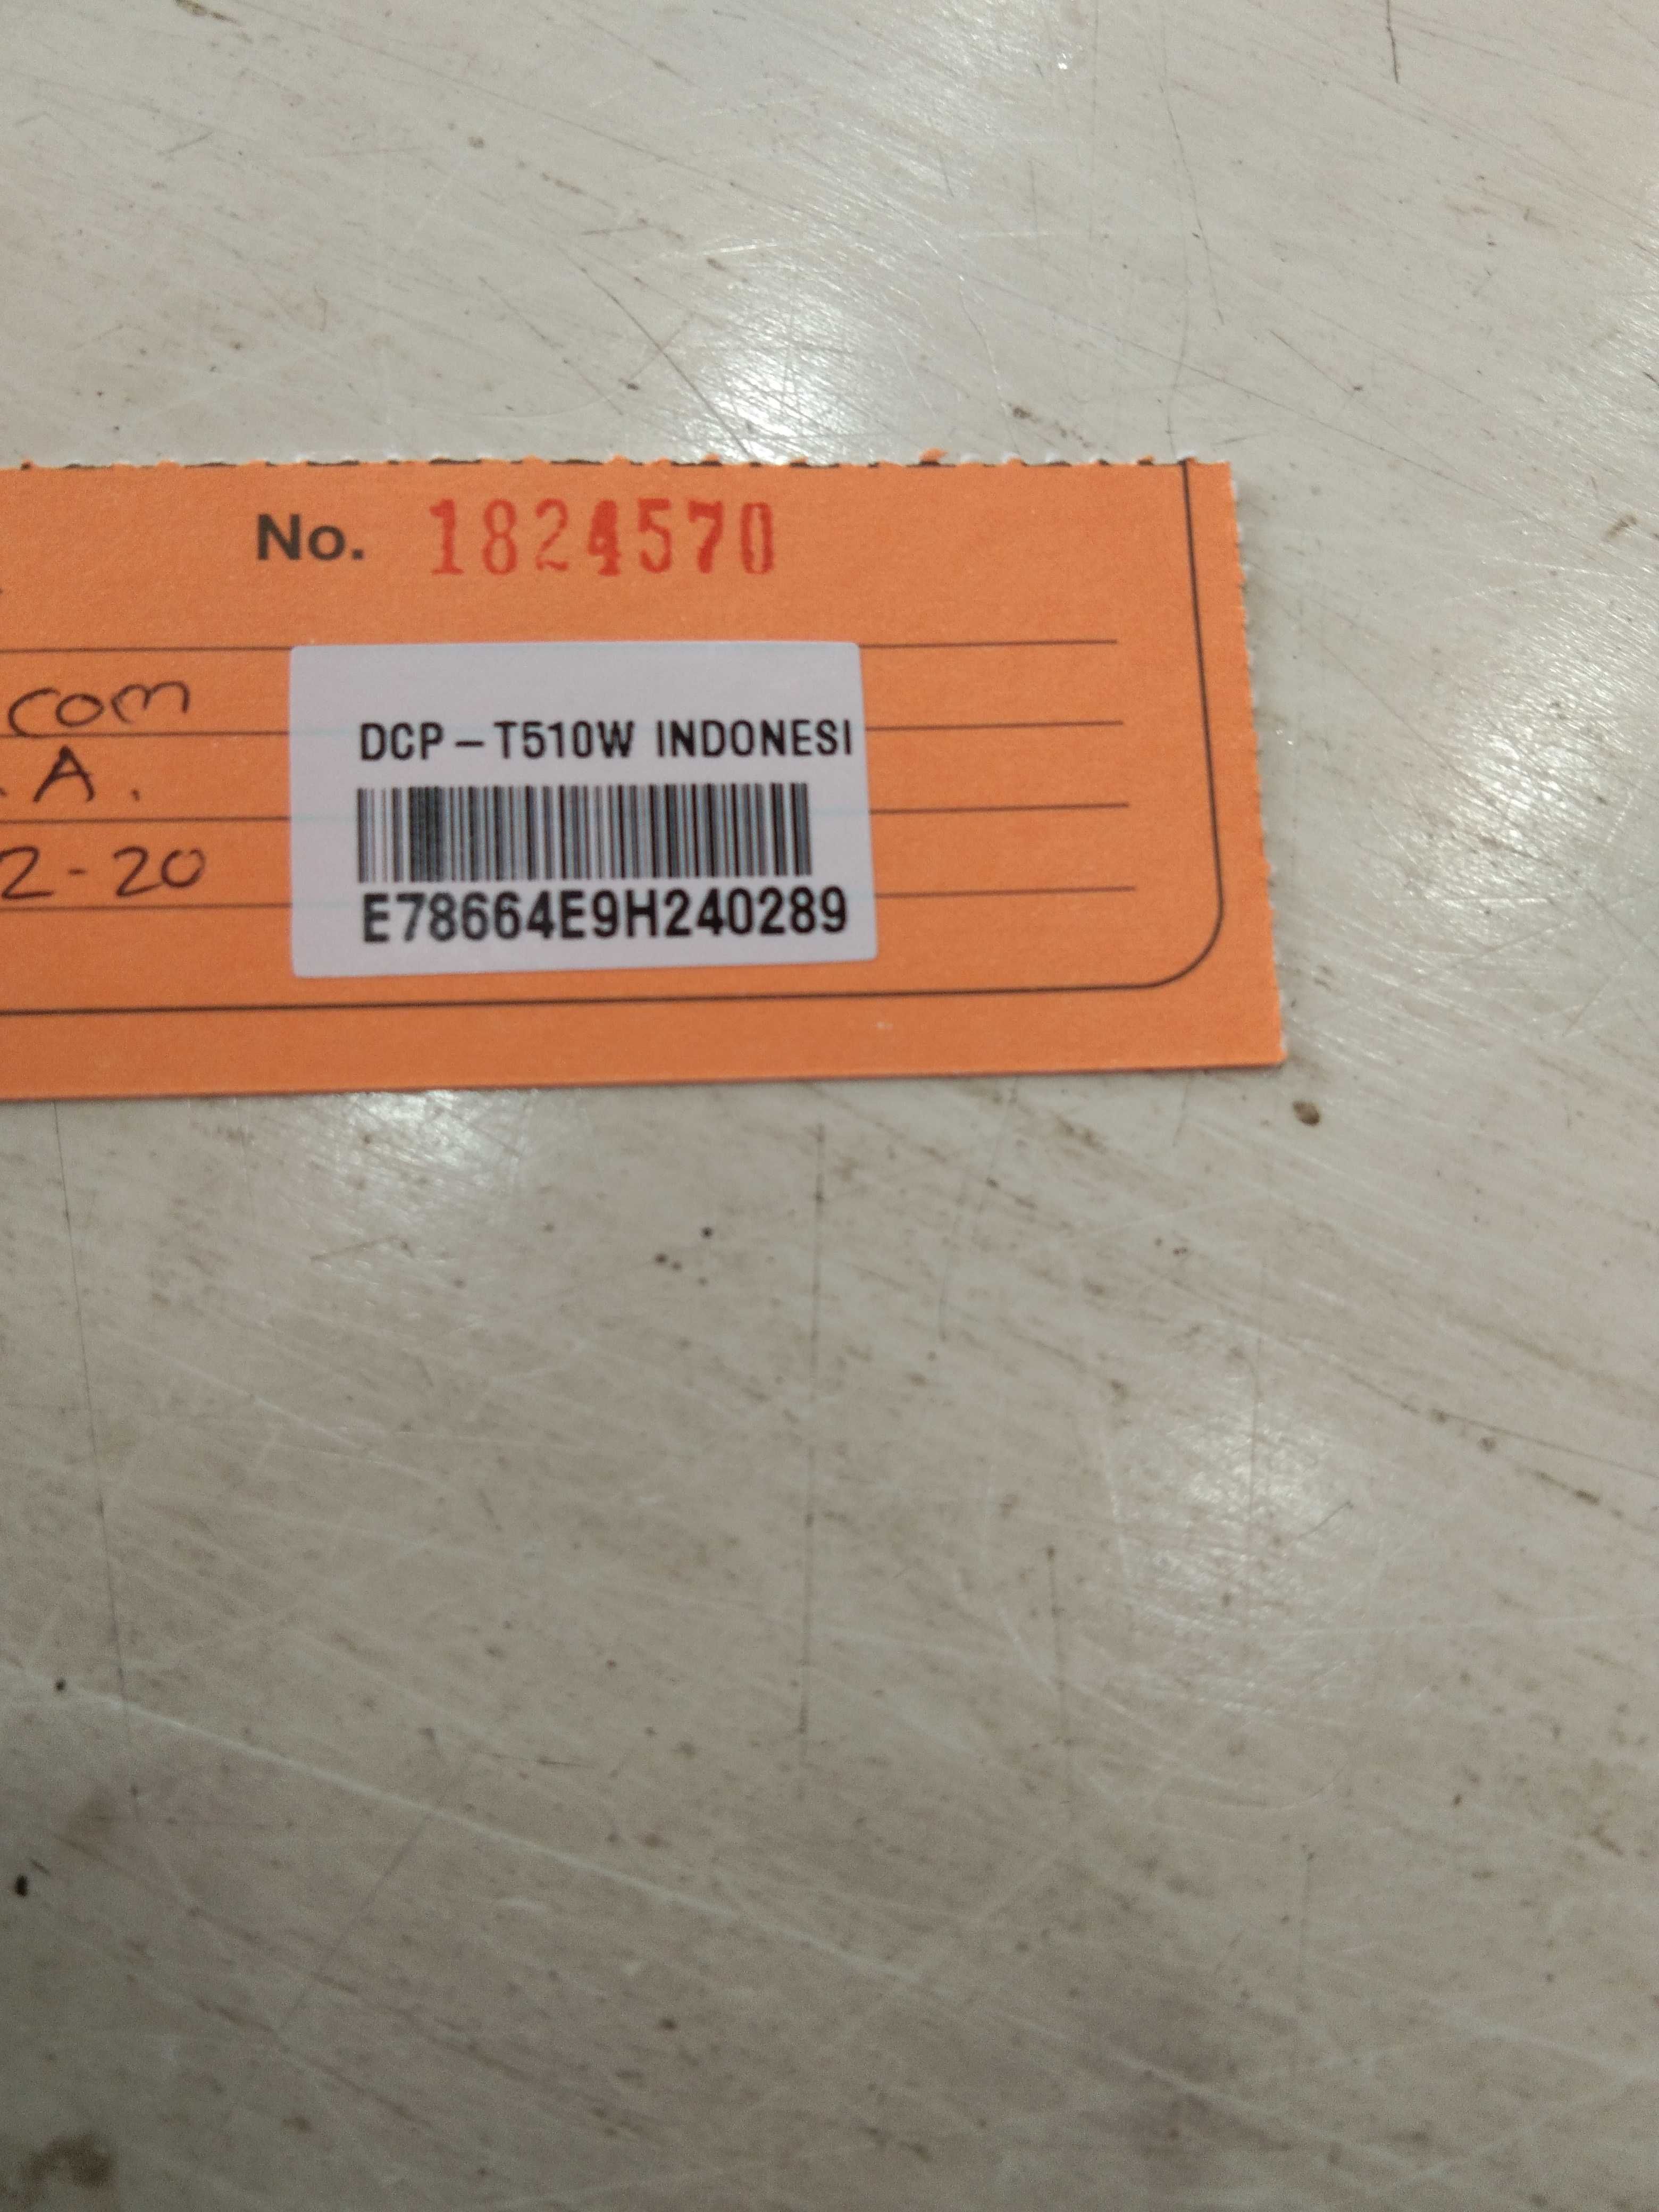 No. 1824570
com
DCP-T510W INDONESI
.A.
2-20
E78664E9H240289